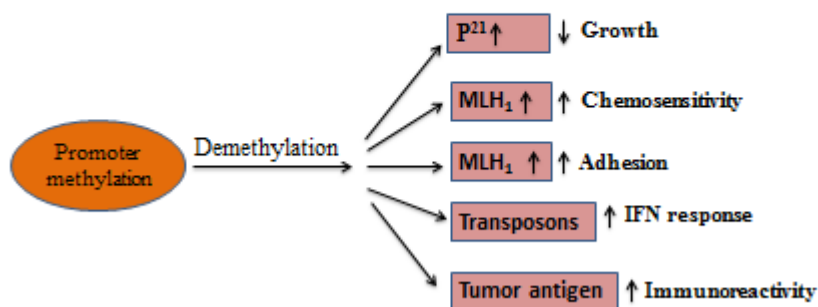 P²¹↑ ↓ Growth
MLH₁ ↑ ↑ Chemosensitivity
Promoter methylation
Demethylation
MLH₁ ↑ ↑ Adhesion
Transposons ↑ IFN response
Tumor antigen ↑ Immunoreactivity